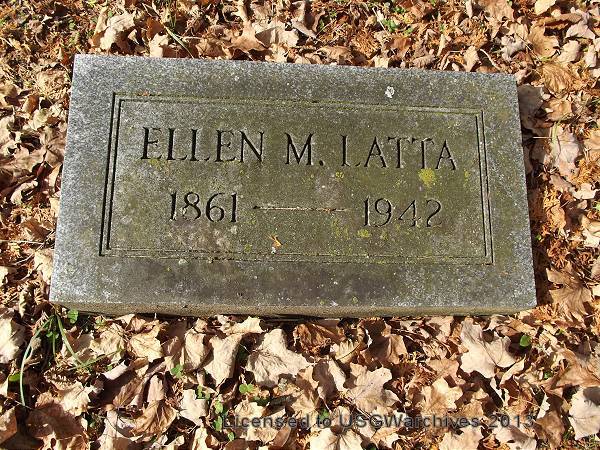 ELLEN M. LATTA
1861 — 1942
Licensed to USGWarchives 2013